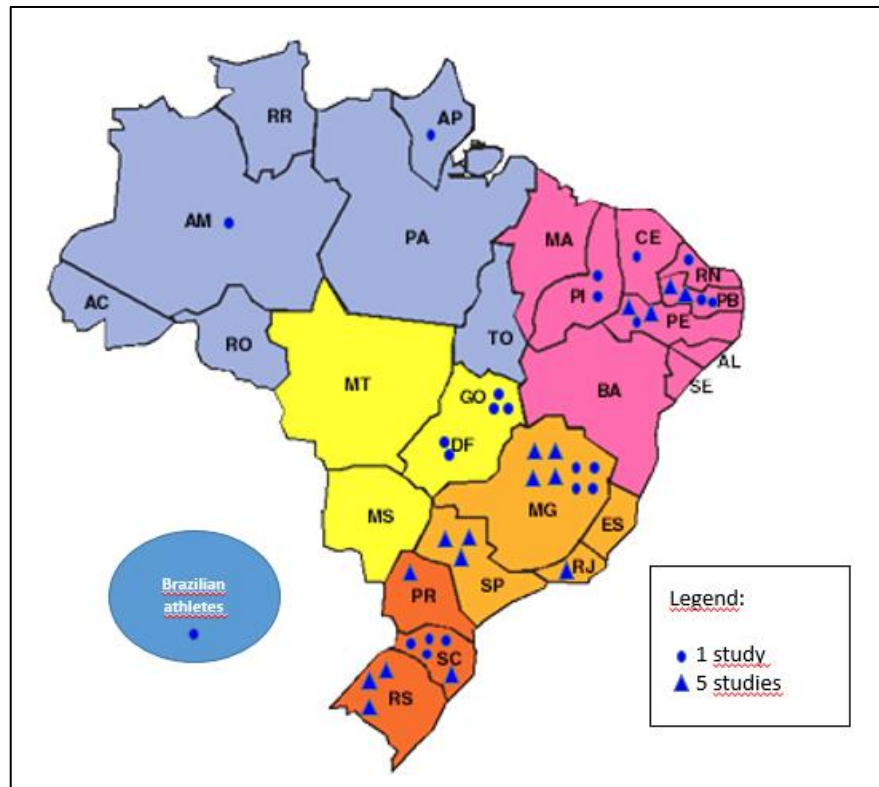 RR
AP
AM
PA
MA
CE
RN
PI
PB
AC
PE
TO
RO
AL
SE
MT
BA
GO
DF
MS
MG
ES
RJ
SP
PR
SC
RS
Brazilian
athletes
Legend:
1 study
5 studies